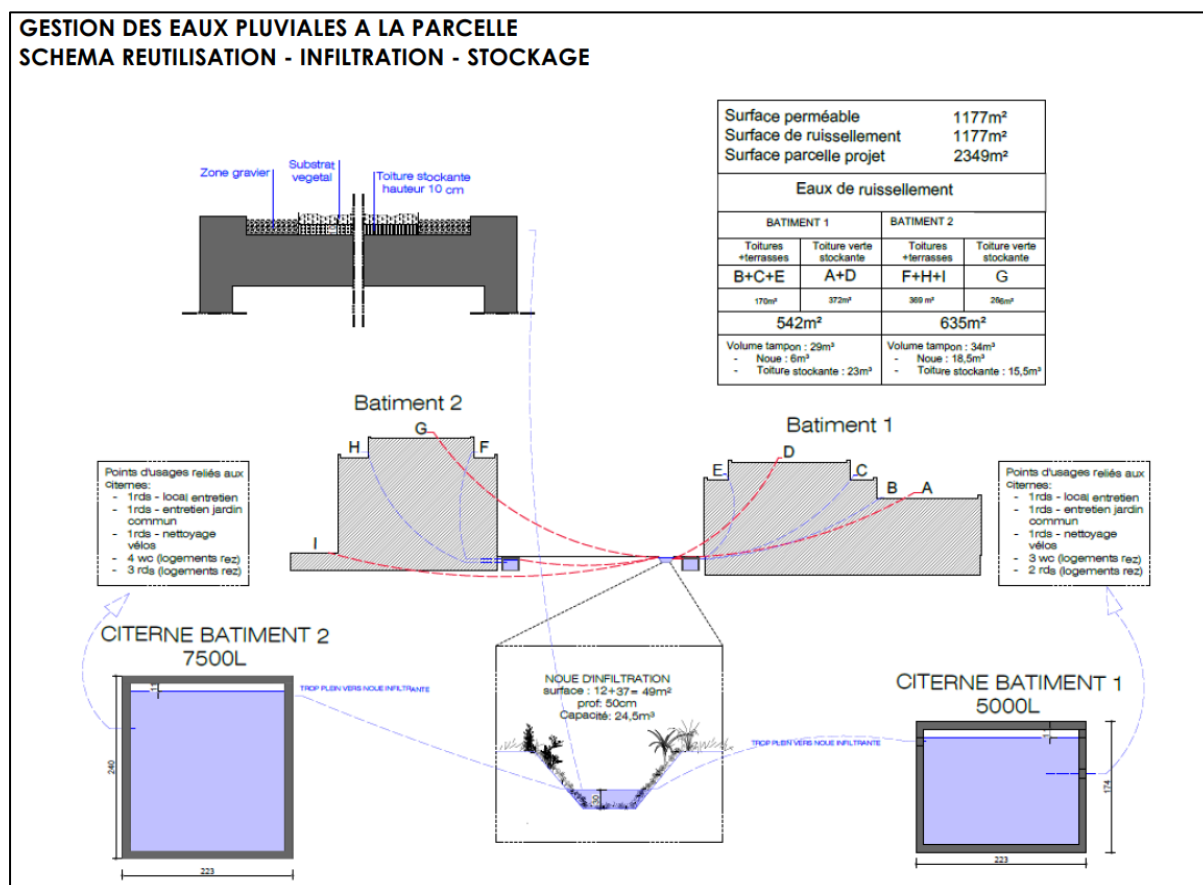 GESTION DES EAUX PLUVIALES A LA PARCELLE
SCHEMA REUTILISATION - INFILTRATION - STOCKAGE
Zone gravier
Substrat
vegetal
Toiture stockante
hauteur 10 cm
Surface perméable 1177m²
Surface de ruissellement 1177m²
Surface parcelle projet 2349m²
Eaux de ruissellement
BATIMENT 1 BATIMENT 2
Toitures
+terrasses
Toiture verte
stockante
Toitures
+terrasses
Toiture verte
stockante
B+C+E A+D F+H+I G
170m² 372m² 369 m² 266m²
542m² 635m²
Volume tampon : 29m³
- Noue : 6m³
- Toiture stockante : 23m³
Volume tampon : 34m³
- Noue : 18,5m³
- Toiture stockante : 15,5m³
Batiment 2
G
H
F
I
Batiment 1
D
E
C
B
A
Points d'usages reliés aux
citernes:
- 1rds - local entretien
- 1rds - entretien jardin
commun
- 1rds - nettoyage
vélos
- 4 wc (logements rez)
- 3 rds (logements rez)
Points d'usages reliés aux
citernes:
- 1rds - local entretien
- 1rds - entretien jardin
commun
- 1rds - nettoyage
vélos
- 3 wc (logements rez)
- 2 rds (logements rez)
CITERNE BATIMENT 2
7500L
TROP PLEIN VERS NOUE INFILTRANTE
11
240
223
NOUE D'INFILTRATION
surface : 12+37= 49m²
prof: 50cm
Capacité: 24,5m³
30
CITERNE BATIMENT 1
5000L
TROP PLEIN VERS NOUE INFILTRANTE
11
174
223